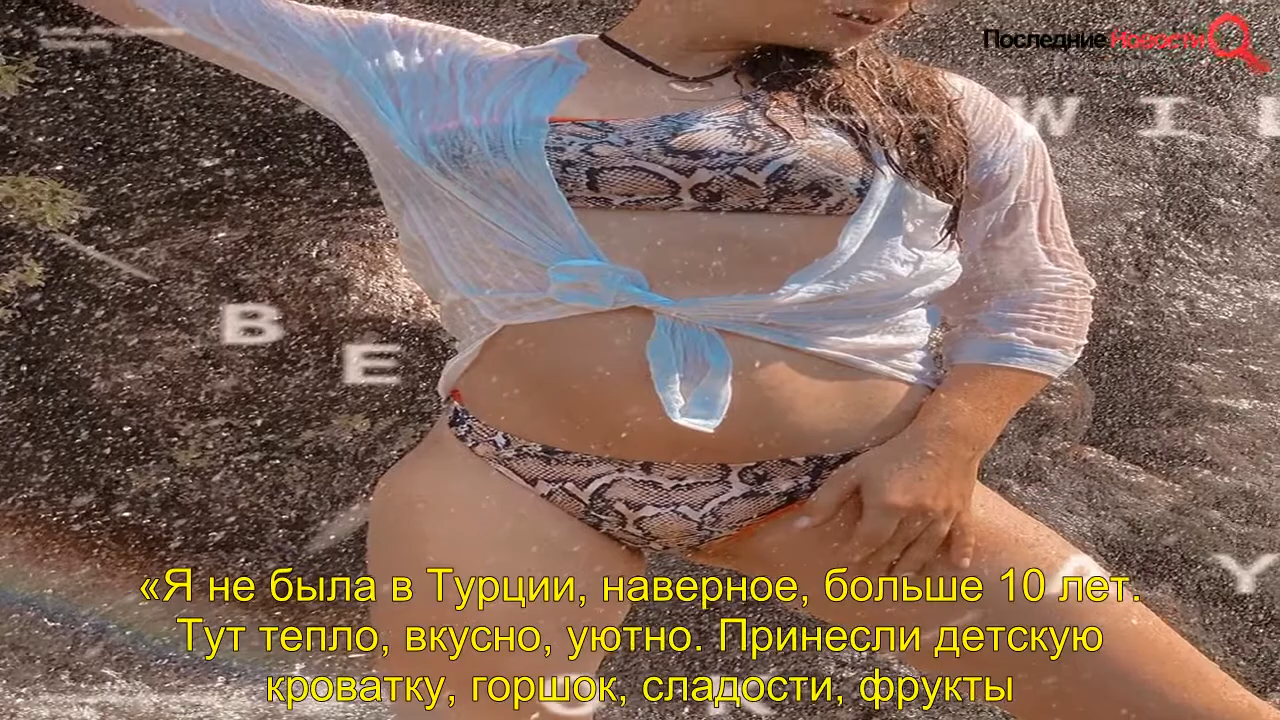 Последние Новости
W I
B
E
Y
«Я не была в Турции, наверное, больше 10 лет.
Тут тепло, вкусно, уютно. Принесли детскую
кроватку, горшок, сладости, фрукты